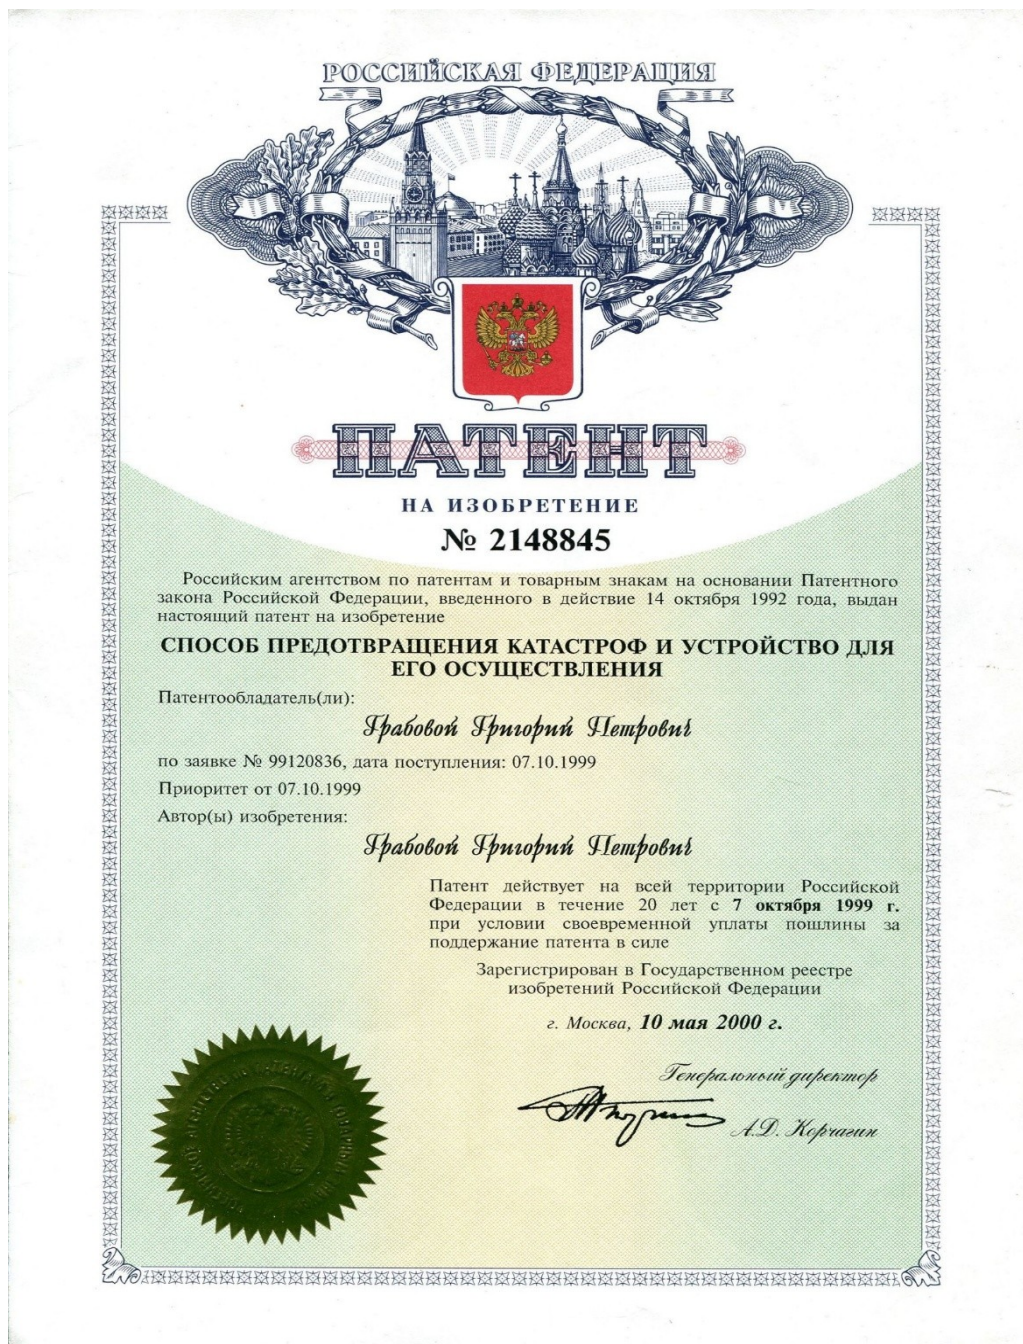 РОССИЙСКАЯ ФЕДЕРАЦИЯ
ПАТЕНТ
НА ИЗОБРЕТЕНИЕ
№ 2148845
Российским агентством по патентам и товарным знакам на основании Патентного
закона Российской Федерации, введенного в действие 14 октября 1992 года, выдан
настоящий патент на изобретение
СПОСОБ ПРЕДОТВРАЩЕНИЯ КАТАСТРОФ И УСТРОЙСТВО ДЛЯ
ЕГО ОСУЩЕСТВЛЕНИЯ
Патентообладатель(ли):
Грабовой Григорий Петрович
по заявке № 99120836, дата поступления: 07.10.1999
Приоритет от 07.10.1999
Автор(ы) изобретения:
Грабовой Григорий Петрович
Патент действует на всей территории Российской
Федерации в течение 20 лет с 7 октября 1999 г.
при условии своевременной уплаты пошлины за
поддержание патента в силе
Зарегистрирован в Государственном реестре
изобретений Российской Федерации
г. Москва, 10 мая 2000 г.
Генеральный директор
А.Д. Корчагин